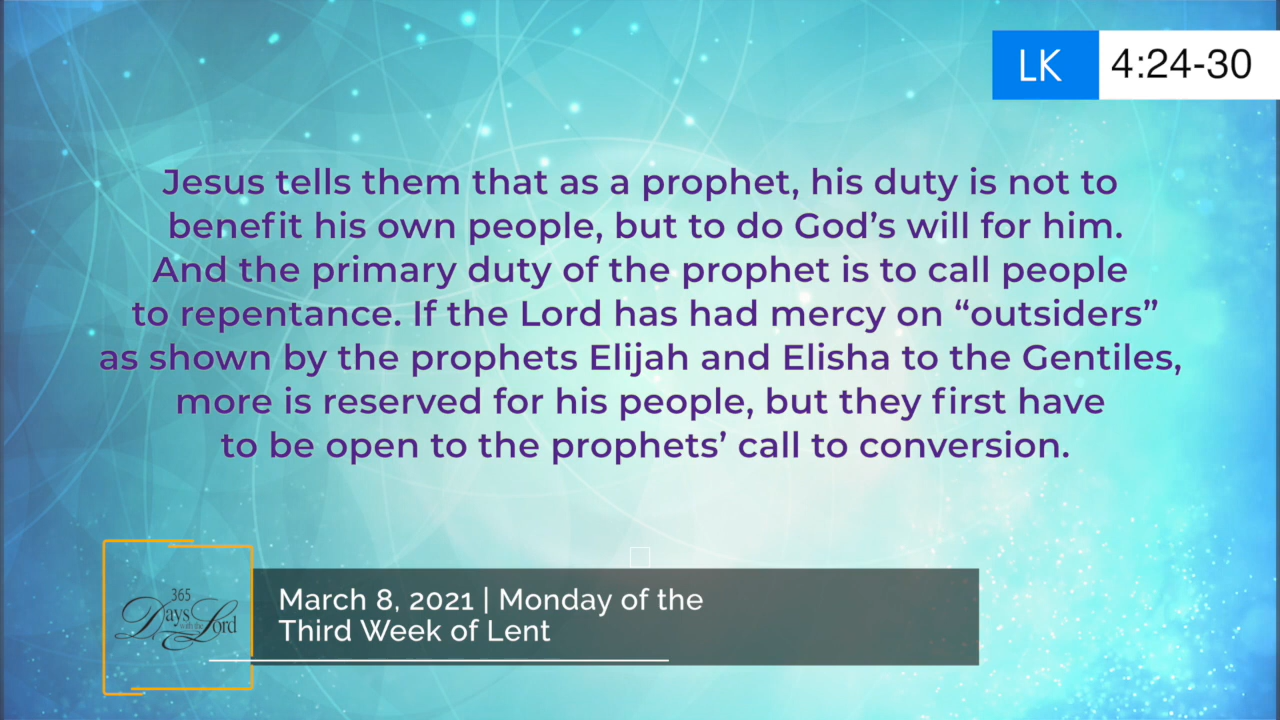 LK 4:24-30
Jesus tells them that as a prophet, his duty is not to
benefit his own people, but to do God’s will for him.
And the primary duty of the prophet is to call people
to repentance. If the Lord has had mercy on “outsiders”
as shown by the prophets Elijah and Elisha to the Gentiles,
more is reserved for his people, but they first have
to be open to the prophets’ call to conversion.
365
Days with the Lord
March 8, 2021 | Monday of the
Third Week of Lent